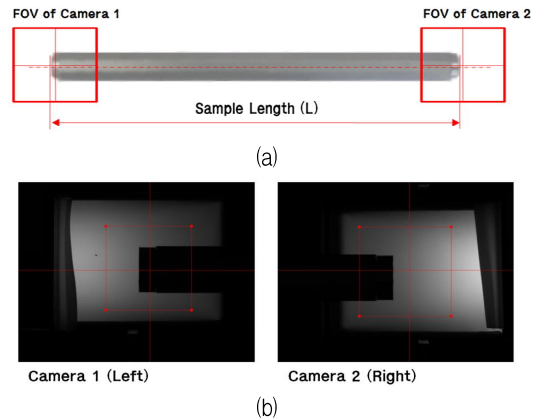 FOV of Camera 1
FOV of Camera 2
Sample Length (L)
(a)
Camera 1 (Left)
Camera 2 (Right)
(b)